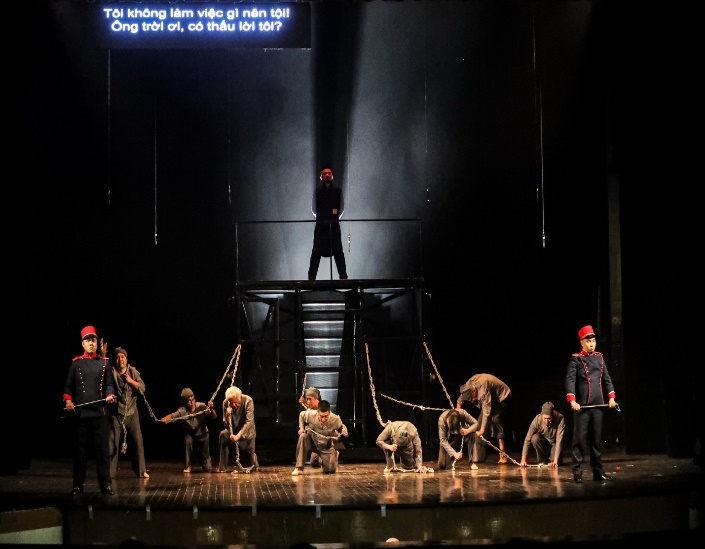 Tôi không làm việc gì nên tội!
Ông trời ơi, có thấu lời tôi?